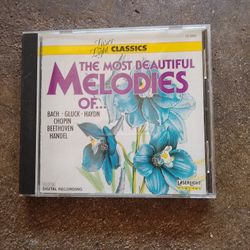 CLASSICS
THE MOST BEAUTIFUL
MELODIES
OF...
BACH · GLUCK · HAYDN
CHOPIN
BEETHOVEN
HANDEL
DIGITAL RECORDING
LASERLIGHT